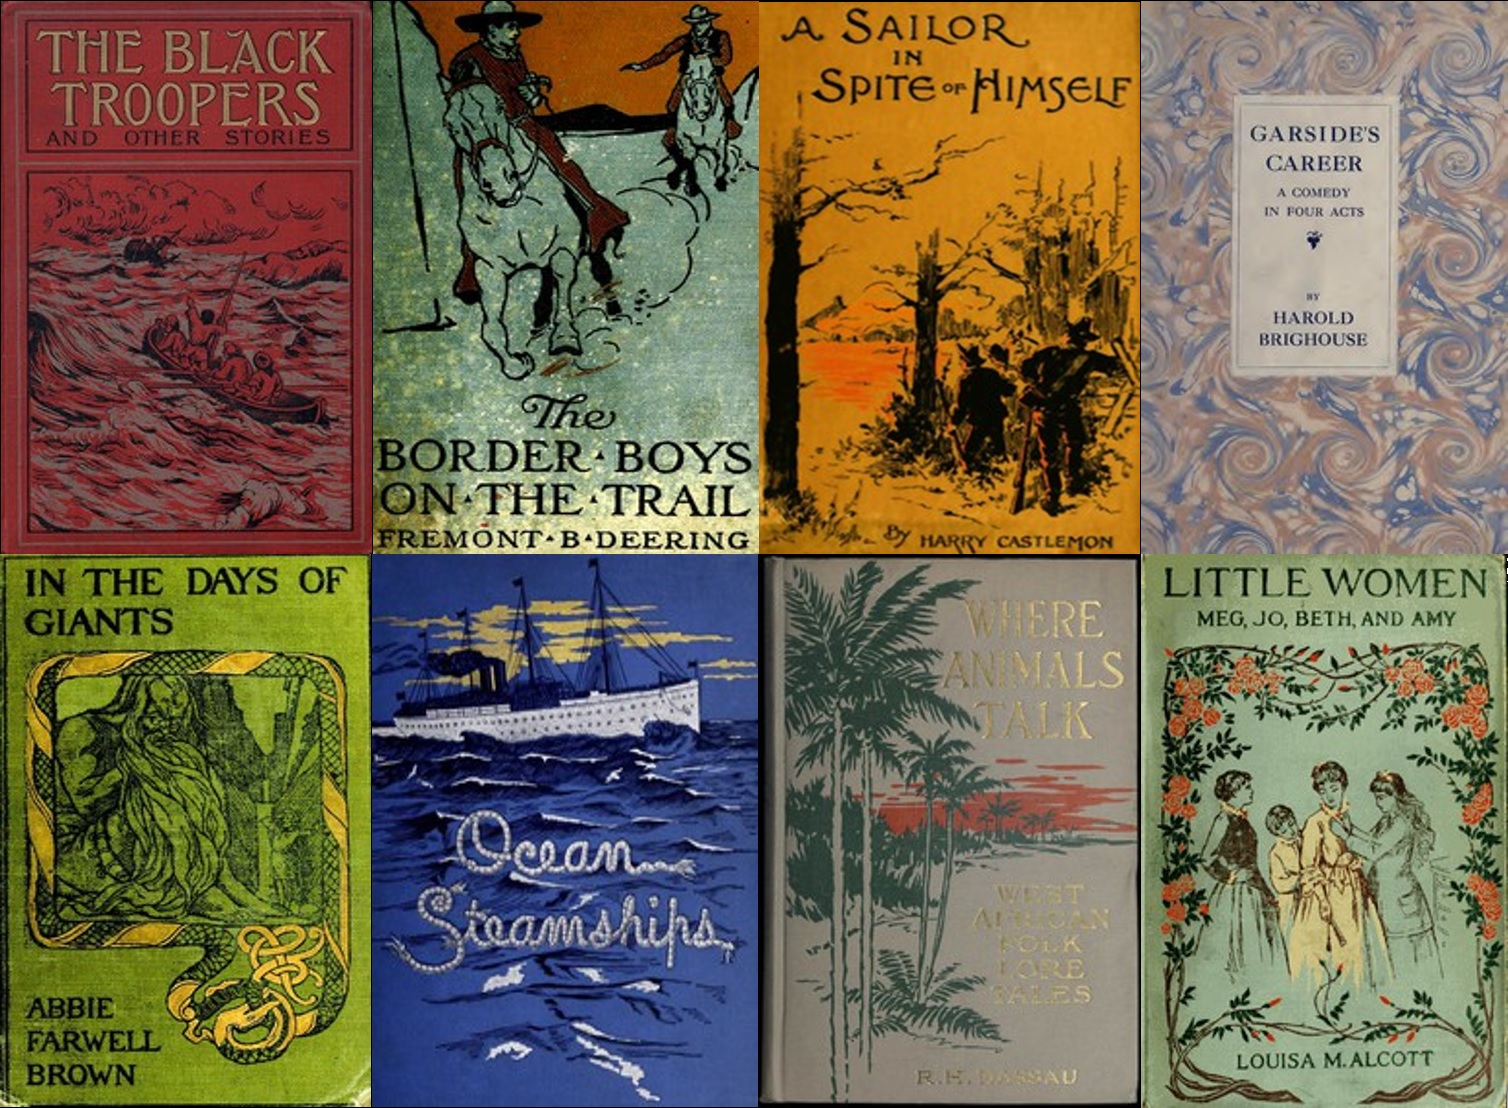 THE BLACK
TROOPERS
AND OTHER STORIES
The
BORDER·BOYS
ON·THE·TRAIL
FREMONT·B·DEERING
A SAILOR
IN
SPITE OF HIMSELF
By HARRY CASTLEMON
GARSIDE'S
CAREER
A COMEDY
IN FOUR ACTS
BY
HAROLD
BRIGHOUSE
IN THE DAYS OF
GIANTS
ABBIE
FARWELL
BROWN
Ocean
Steamships
WHERE
ANIMALS
TALK
WEST
AFRICAN
FOLK
LORE
TALES
R.H. NASSAU
LITTLE WOMEN
MEG, JO, BETH, AND AMY
LOUISA M. ALCOTT